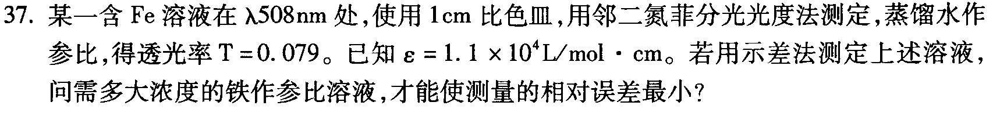 37. 某一含 Fe 溶液在 λ508nm 处,使用 1cm 比色皿,用邻二氮菲分光光度法测定,蒸馏水作
参比,得透光率 T=0.079。已知 ε=1.1×10⁴L/mol·cm。若用示差法测定上述溶液,
问需多大浓度的铁作参比溶液,才能使测量的相对误差最小?